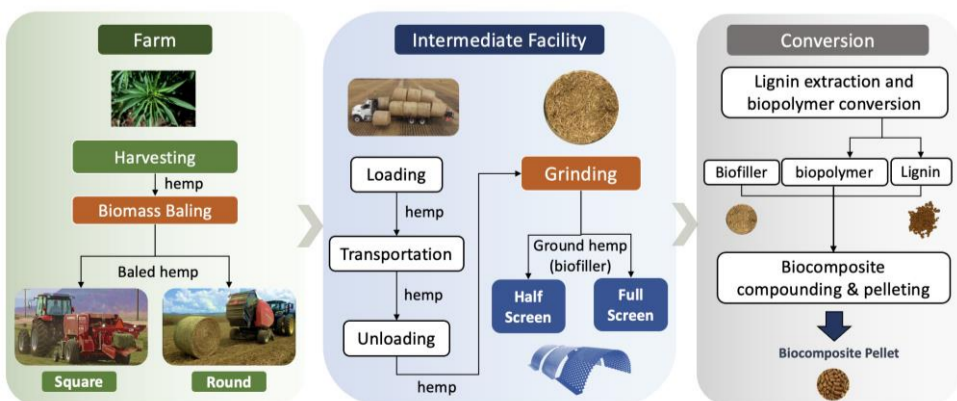 Farm
Harvesting
hemp
Biomass Baling
Baled hemp
Square
Round
Intermediate Facility
Loading
hemp
Transportation
hemp
Unloading
hemp
Grinding
Ground hemp
(biofiller)
Half
Screen
Full
Screen
Conversion
Lignin extraction and
biopolymer conversion
Biofiller
biopolymer
Lignin
Biocomposite
compounding & pelleting
Biocomposite Pellet